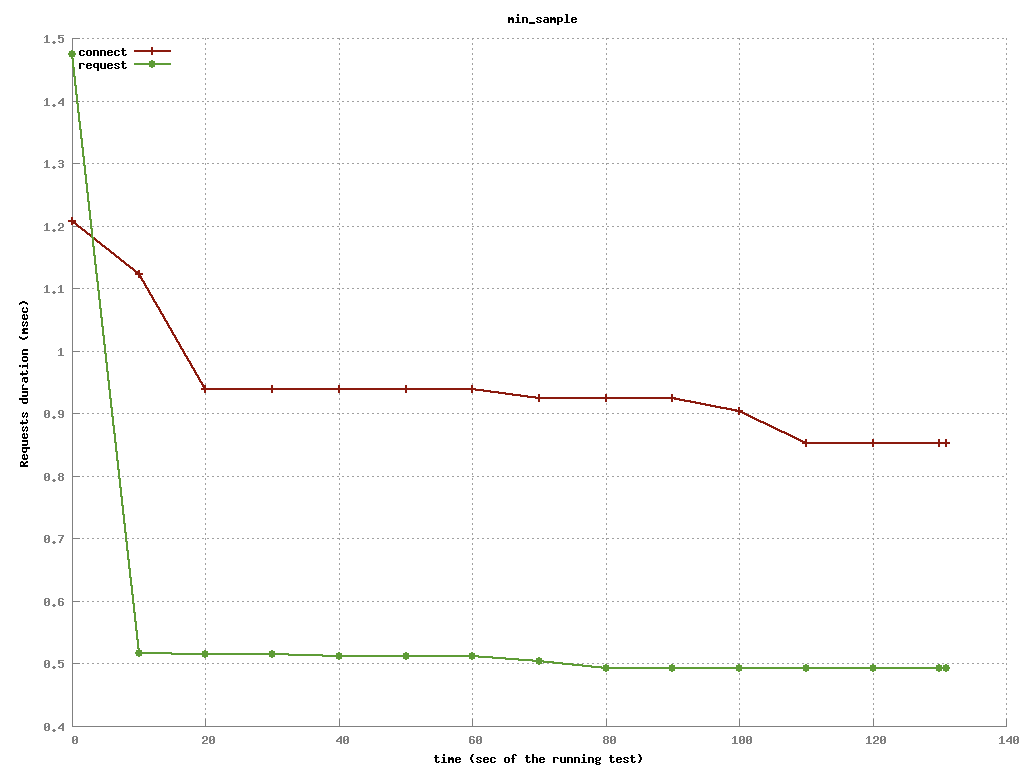 min_sample
connect
request
1.5
1.4
1.3
1.2
1.1
1
0.9
0.8
0.7
0.6
0.5
0.4
Requests duration (msec)
0 20 40 60 80 100 120 140
time (sec of the running test)